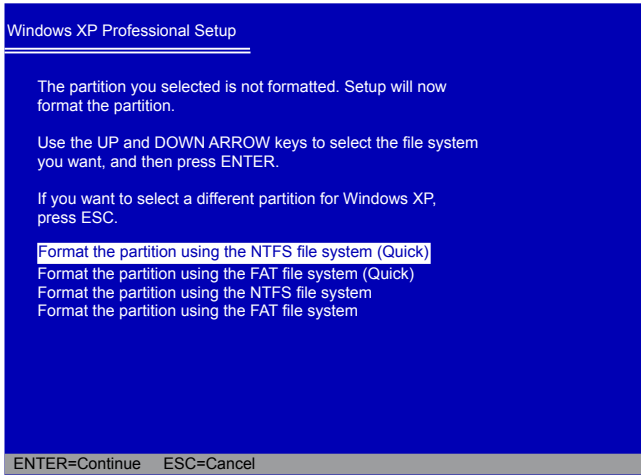 Windows XP Professional Setup
The partition you selected is not formatted. Setup will now
format the partition.
Use the UP and DOWN ARROW keys to select the file system
you want, and then press ENTER.
If you want to select a different partition for Windows XP,
press ESC.
Format the partition using the NTFS file system (Quick)
Format the partition using the FAT file system (Quick)
Format the partition using the NTFS file system
Format the partition using the FAT file system
ENTER=Continue ESC=Cancel